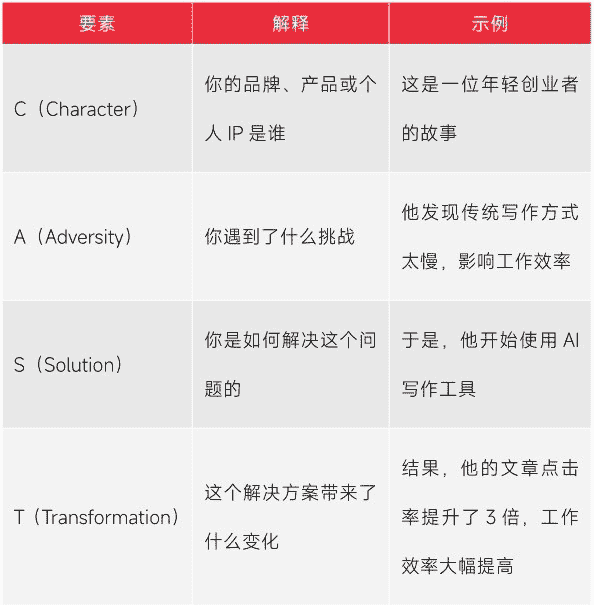 要素
解释
示例
C（Character）
你的品牌、产品或个
人 IP 是谁
这是一位年轻创业者
的故事
A（Adversity）
你遇到了什么挑战
他发现传统写作方式
太慢，影响工作效率
S（Solution）
你是如何解决这个问
题的
于是，他开始使用 AI
写作工具
T（Transformation）
这个解决方案带来了
什么变化
结果，他的文章点击
率提升了 3 倍，工作
效率大幅提高